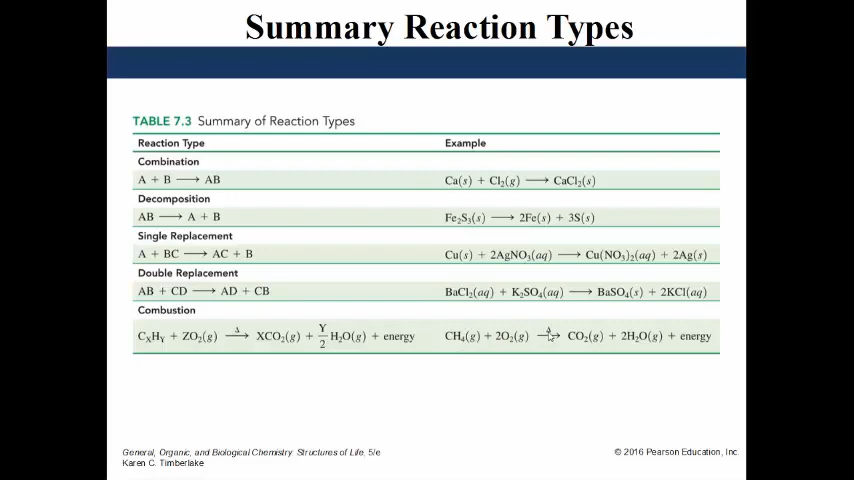 Summary Reaction Types
TABLE 7.3 Summary of Reaction Types
Reaction Type Example
Combination
A + B ⟶ AB Ca(s) + Cl₂(g) ⟶ CaCl₂(s)
Decomposition
AB ⟶ A + B Fe₂S₃(s) ⟶ 2Fe(s) + 3S(s)
Single Replacement
A + BC ⟶ AC + B Cu(s) + 2AgNO₃(aq) ⟶ Cu(NO₃)₂(aq) + 2Ag(s)
Double Replacement
AB + CD ⟶ AD + CB BaCl₂(aq) + K₂SO₄(aq) ⟶ BaSO₄(s) + 2KCl(aq)
Combustion
CₓHᵧ + ZO₂(g) —Δ→ XCO₂(g) + Y/2 H₂O(g) + energy CH₄(g) + 2O₂(g) —Δ→ CO₂(g) + 2H₂O(g) + energy
General, Organic, and Biological Chemistry: Structures of Life, 5/e © 2016 Pearson Education, Inc.
Karen C. Timberlake